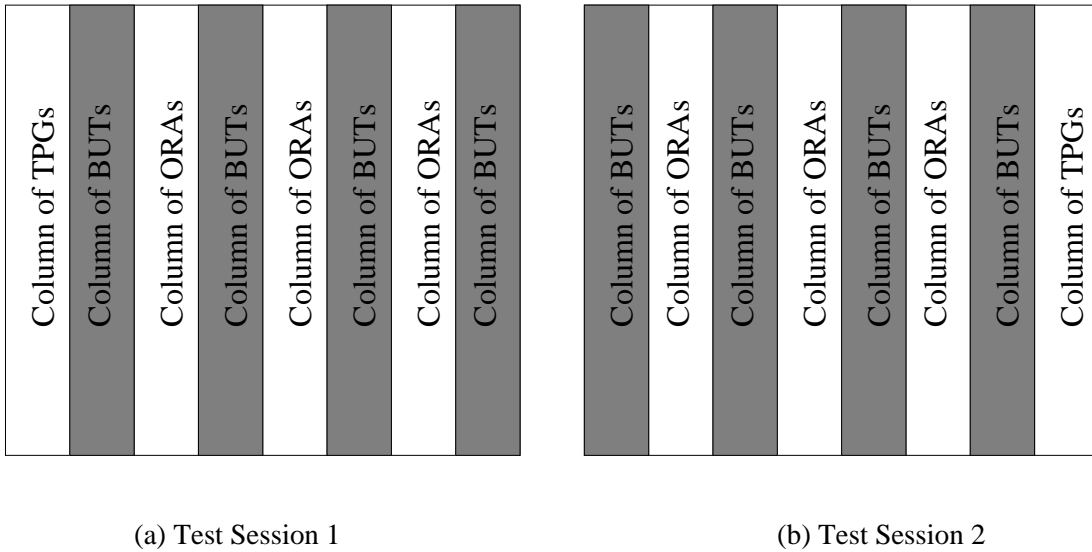 Column of TPGs
Column of BUTs
Column of ORAs
Column of BUTs
Column of ORAs
Column of BUTs
Column of ORAs
Column of BUTs
(a) Test Session 1
Column of BUTs
Column of ORAs
Column of BUTs
Column of ORAs
Column of BUTs
Column of ORAs
Column of BUTs
Column of TPGs
(b) Test Session 2